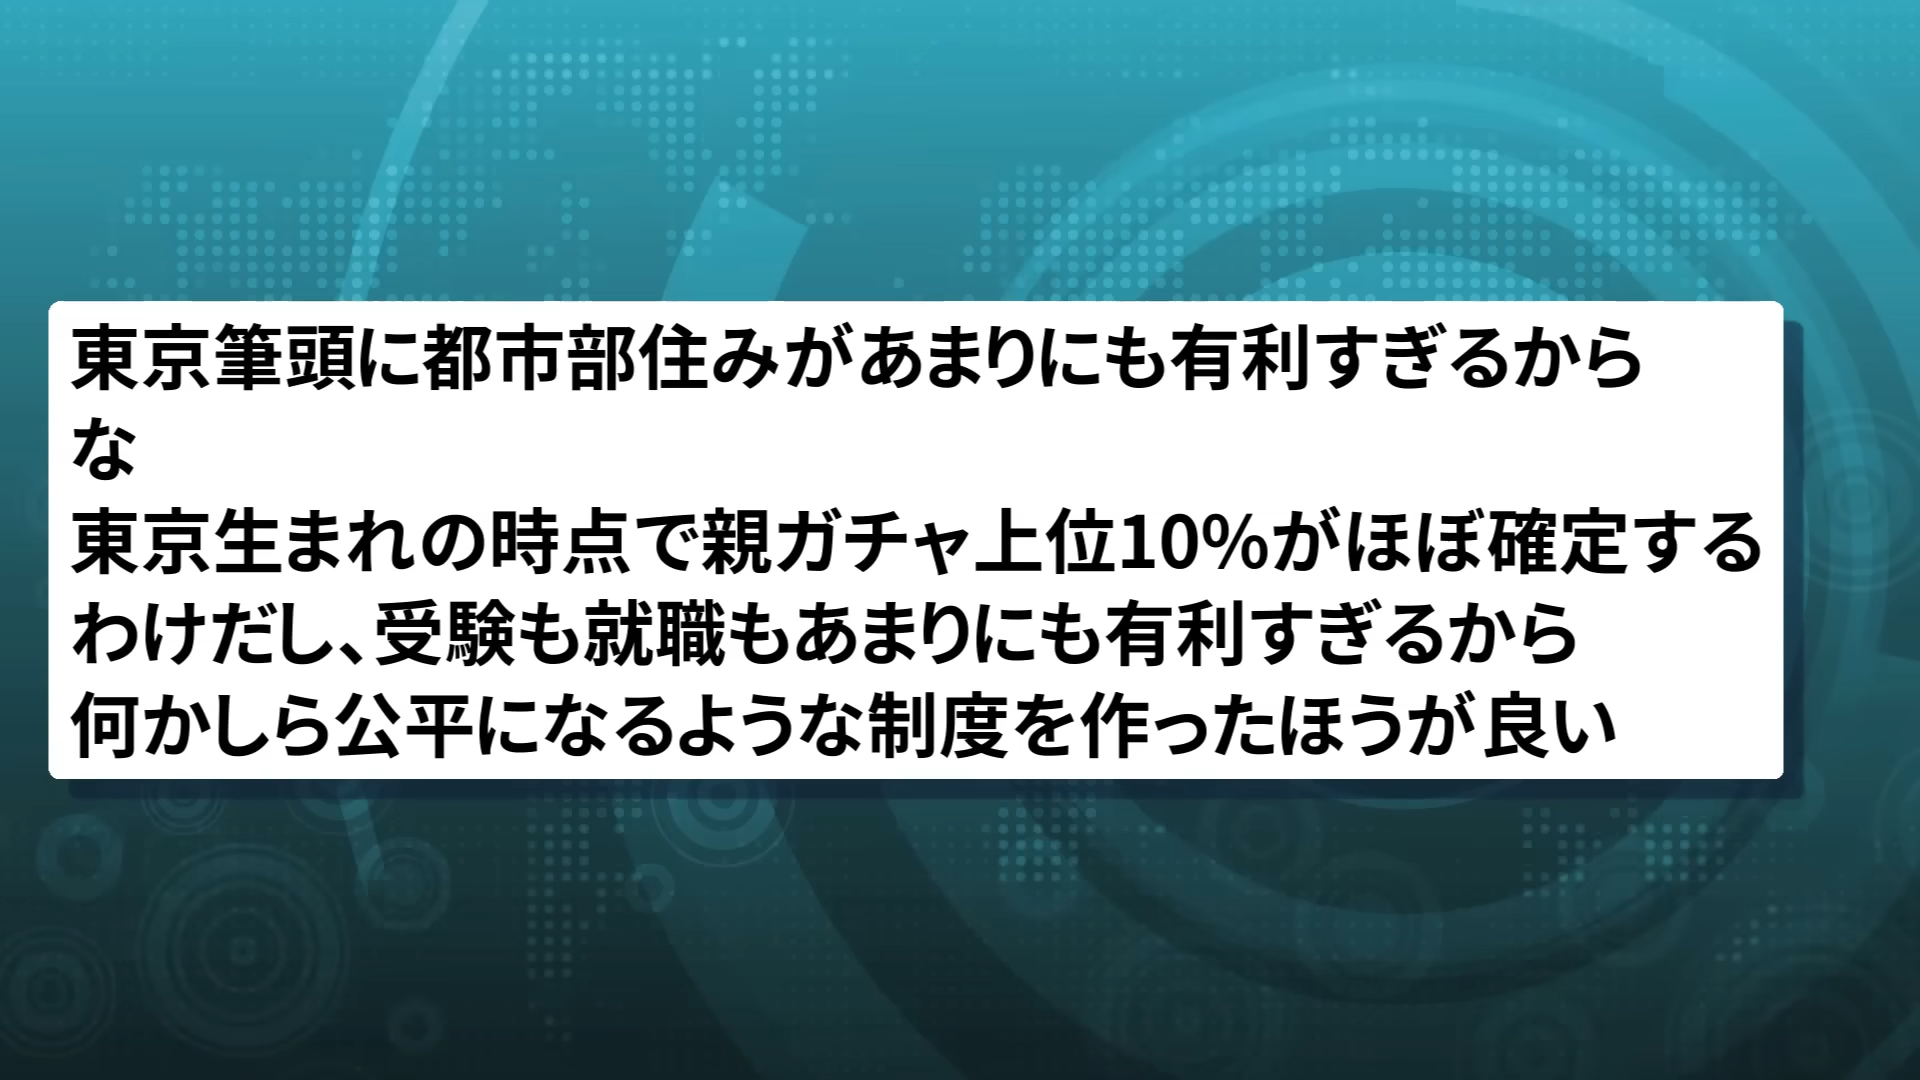 東京筆頭に都市部住みがあまりにも有利すぎるから
な
東京生まれの時点で親ガチャ上位10%がほぼ確定する
わけだし、受験も就職もあまりにも有利すぎるから
何かしら公平になるような制度を作ったほうが良い